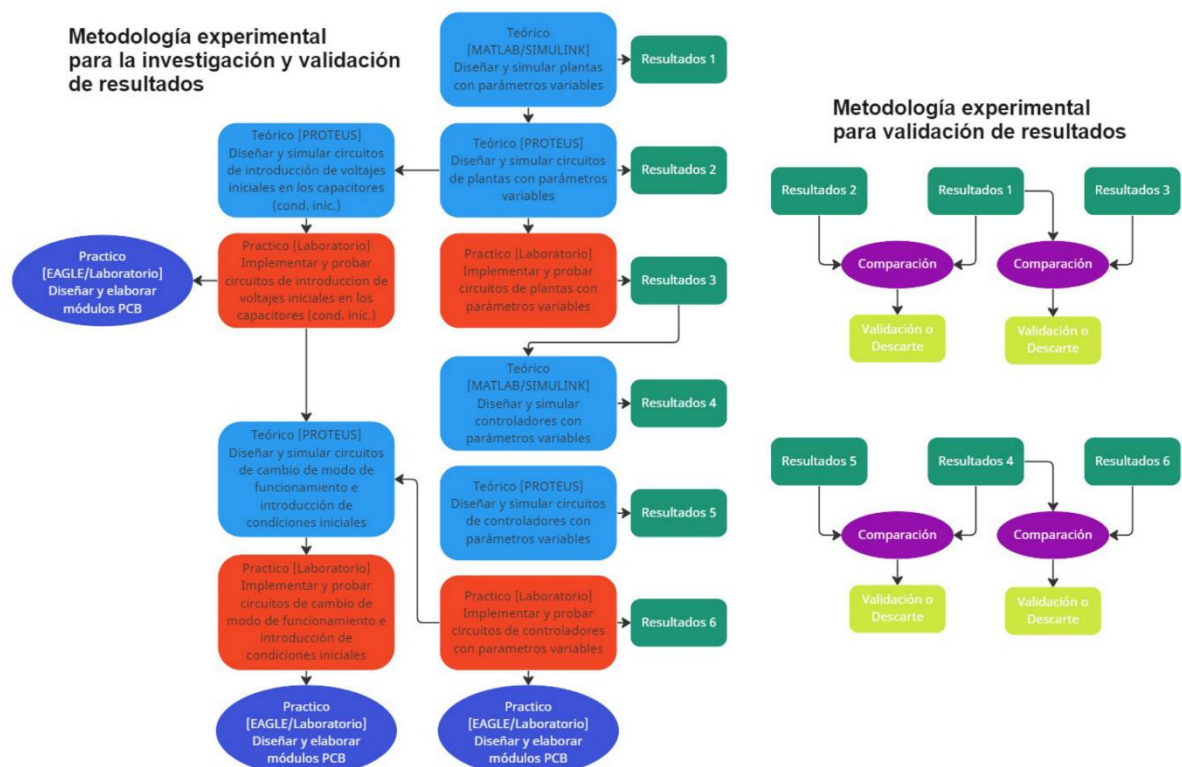 Metodología experimental
para la investigación y validación
de resultados
Teórico
[MATLAB/SIMULINK]
Diseñar y simular plantas
con parámetros variables
Resultados 1
Teórico [PROTEUS]
Diseñar y simular circuitos
de introducción de voltajes
iniciales en los capacitores
(cond. inic.)
Teórico [PROTEUS]
Diseñar y simular circuitos
de plantas con parámetros
variables
Resultados 2
Practico
[EAGLE/Laboratorio]
Diseñar y elaborar
módulos PCB
Practico [Laboratorio]
Implementar y probar
circuitos de introduccion de
voltajes iniciales en los
capacitores (cond. inic.)
Practico [Laboratorio]
Implementar y probar
circuitos de plantas con
parámetros variables
Resultados 3
Teórico
[MATLAB/SIMULINK]
Diseñar y simular
controladores con
parámetros variables
Resultados 4
Teórico [PROTEUS]
Diseñar y simular circuitos
de cambio de modo de
funcionamiento e
introducción de
condiciones iniciales
Teórico [PROTEUS]
Diseñar y simular circuitos
de controladores con
parámetros variables
Resultados 5
Practico [Laboratorio]
Implementar y probar
circuitos de cambio de
modo de funcionamiento e
introducción de
condiciones iniciales
Practico [Laboratorio]
Implementar y probar
circuitos de controladores
con parametros variables
Resultados 6
Practico
[EAGLE/Laboratorio]
Diseñar y elaborar
módulos PCB
Practico
[EAGLE/Laboratorio]
Diseñar y elaborar
módulos PCB
Metodología experimental
para validación de resultados
Resultados 2
Resultados 1
Resultados 3
Comparación
Comparación
Validación o
Descarte
Validación o
Descarte
Resultados 5
Resultados 4
Resultados 6
Comparación
Comparación
Validación o
Descarte
Validación o
Descarte